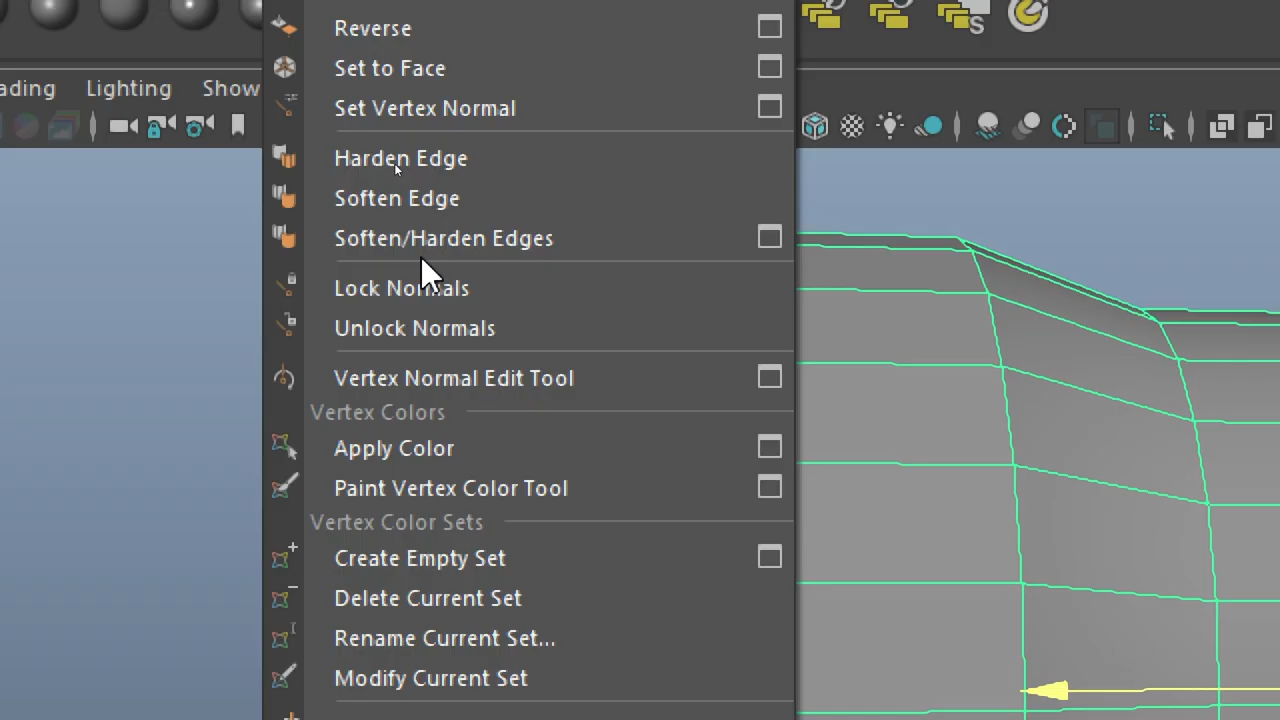 Reverse
Set to Face
ading Lighting Show
Set Vertex Normal
Harden Edge
Soften Edge
Soften/Harden Edges
Lock Normals
Unlock Normals
Vertex Normal Edit Tool
Vertex Colors
Apply Color
Paint Vertex Color Tool
Vertex Color Sets
Create Empty Set
Delete Current Set
Rename Current Set...
Modify Current Set
S